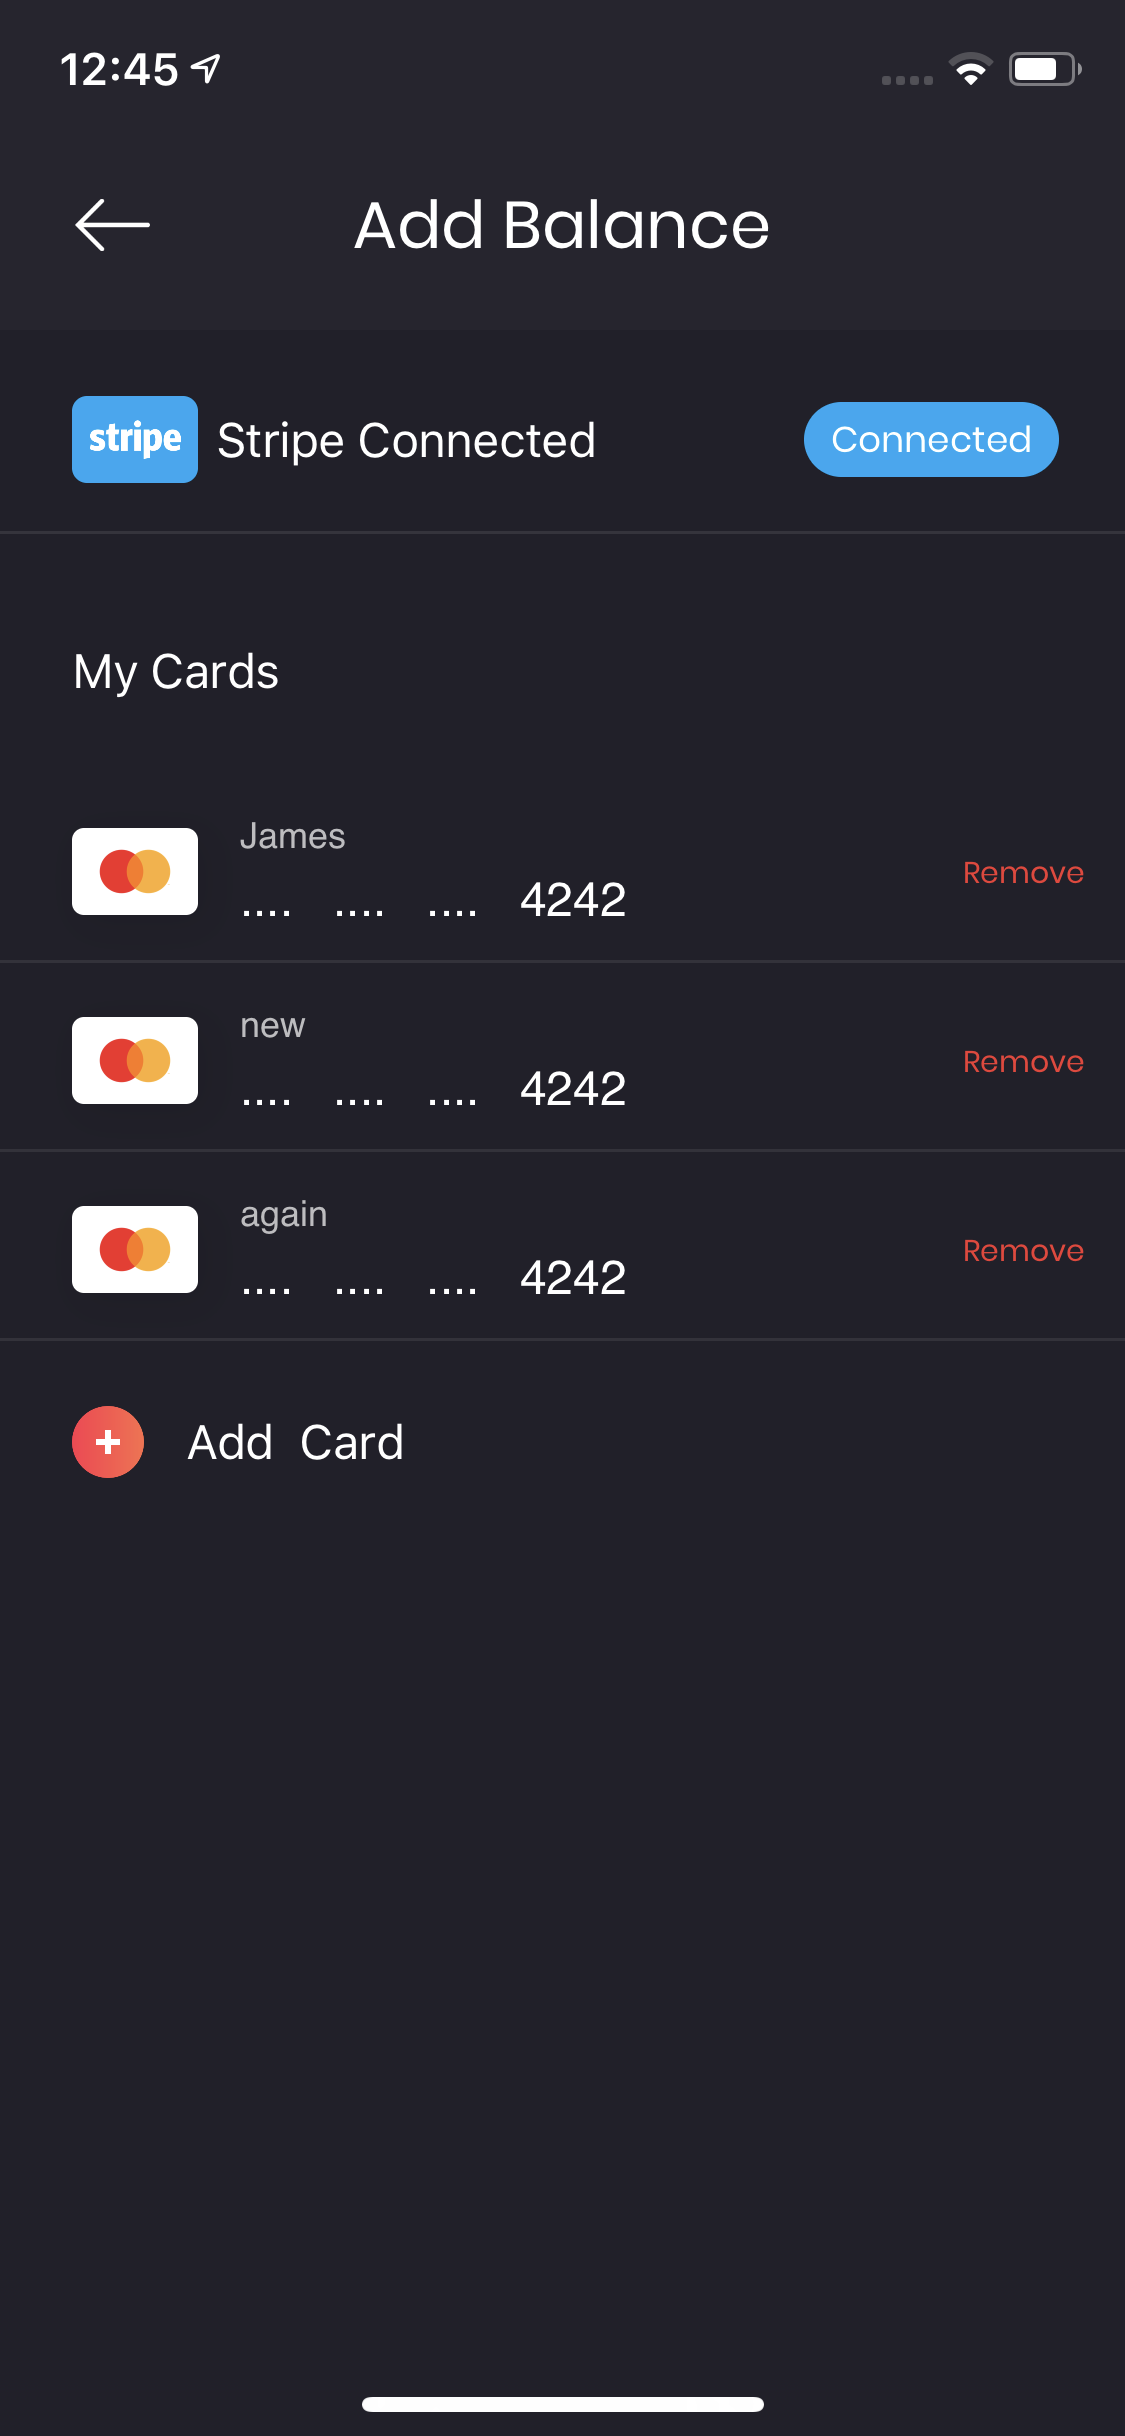 12:45
Add Balance
stripe Stripe Connected Connected
My Cards
James
.... .... .... 4242
Remove
new
.... .... .... 4242
Remove
again
.... .... .... 4242
Remove
+ Add Card